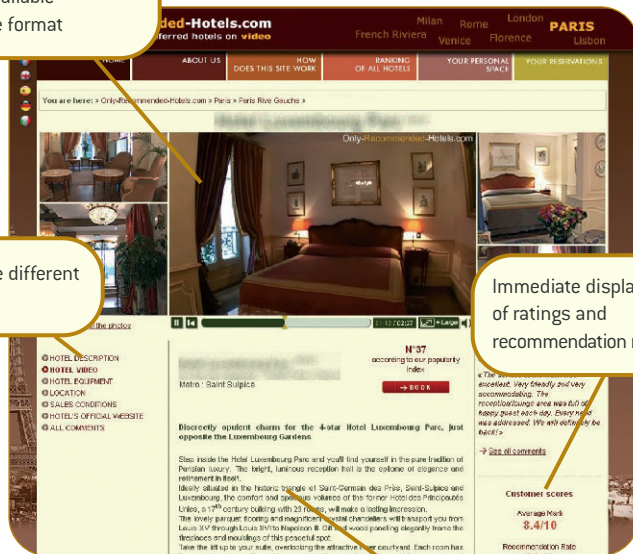 e format
ded-Hotels.com
ferred hotels on video
Milan Rome London PARIS
French Riviera Venice Florence Lisbon
HOME
ABOUT US
HOW
DOES THIS SITE WORK
RANKING
OF ALL HOTELS
YOUR PERSONAL
SPACE
YOUR RESERVATIONS
You are here: » Only-Recommended-Hotels.com » Paris » Paris Rive Gauche »
Only-Recommended-Hotels.com
e different
Immediate displa
of ratings and
recommendation
the photos
+ Large
HOTEL DESCRIPTION
HOTEL VIDEO
HOTEL EQUIPMENT
LOCATION
SALES CONDITIONS
HOTEL'S OFFICIAL WEBSITE
ALL COMMENTS
Metro : Saint Sulpice
N°37
according to our popularity
index
→ BOOK
excellent. Very friendly and very
accommodating. The
reception/lounge area was full of
happy guest each day. Every need
was addressed. We will definitely be
back! »
→ See all comments
Discreetly opulent charm for the 4-star Hotel Luxembourg Parc, just
opposite the Luxembourg Gardens
Step inside the Hotel Luxembourg Parc and you'll find yourself in the pure tradition of
Parisian luxury. The bright, luminous reception hall is the epitome of elegance and
refinement in itself.
Ideally situated in the historic triangle of Saint-Germain des Près, Saint-Sulpice and
Luxembourg, the comfort and spacious volumes of the former Hotel des Principautés
Unies, a 17th century building with 23 rooms, will make a lasting impression.
The lovely parquet flooring and magnificent crystal chandeliers will transport you from
Louis XV through Louis XVI to Napoleon III. Gilt and wood panelling elegantly frame the
fireplaces and mouldings of this peaceful spot.
Take the lift up to your suite, overlooking the attractive inner courtyard. Each room has
Customer scores
Average Mark
8.4/10
Recommendation Rate